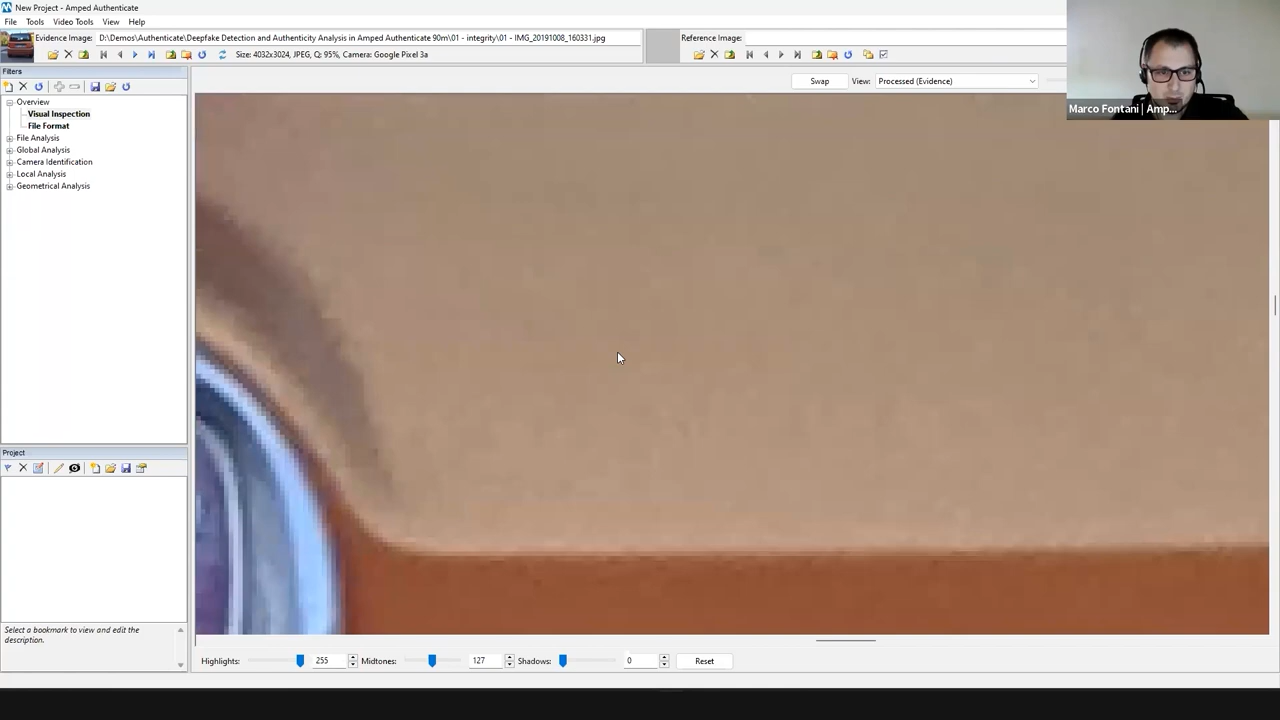 New Project - Amped Authenticate
File Tools Video Tools View Help
Evidence Image: D:\Demos\Authenticate\Deepfake Detection and Authenticity Analysis in Amped Authenticate 90m\01 - integrity\01 - IMG_20191008_160331.jpg
Reference Image:
Size: 4032x3024, JPEG, Q: 95%, Camera: Google Pixel 3a
Filters
Swap
View: Processed (Evidence)
Marco Fontani | Amp...
Overview
Visual Inspection
File Format
File Analysis
Global Analysis
Camera Identification
Local Analysis
Geometrical Analysis
Project
Select a bookmark to view and edit the
description.
Highlights: 255 Midtones: 127 Shadows: 0 Reset